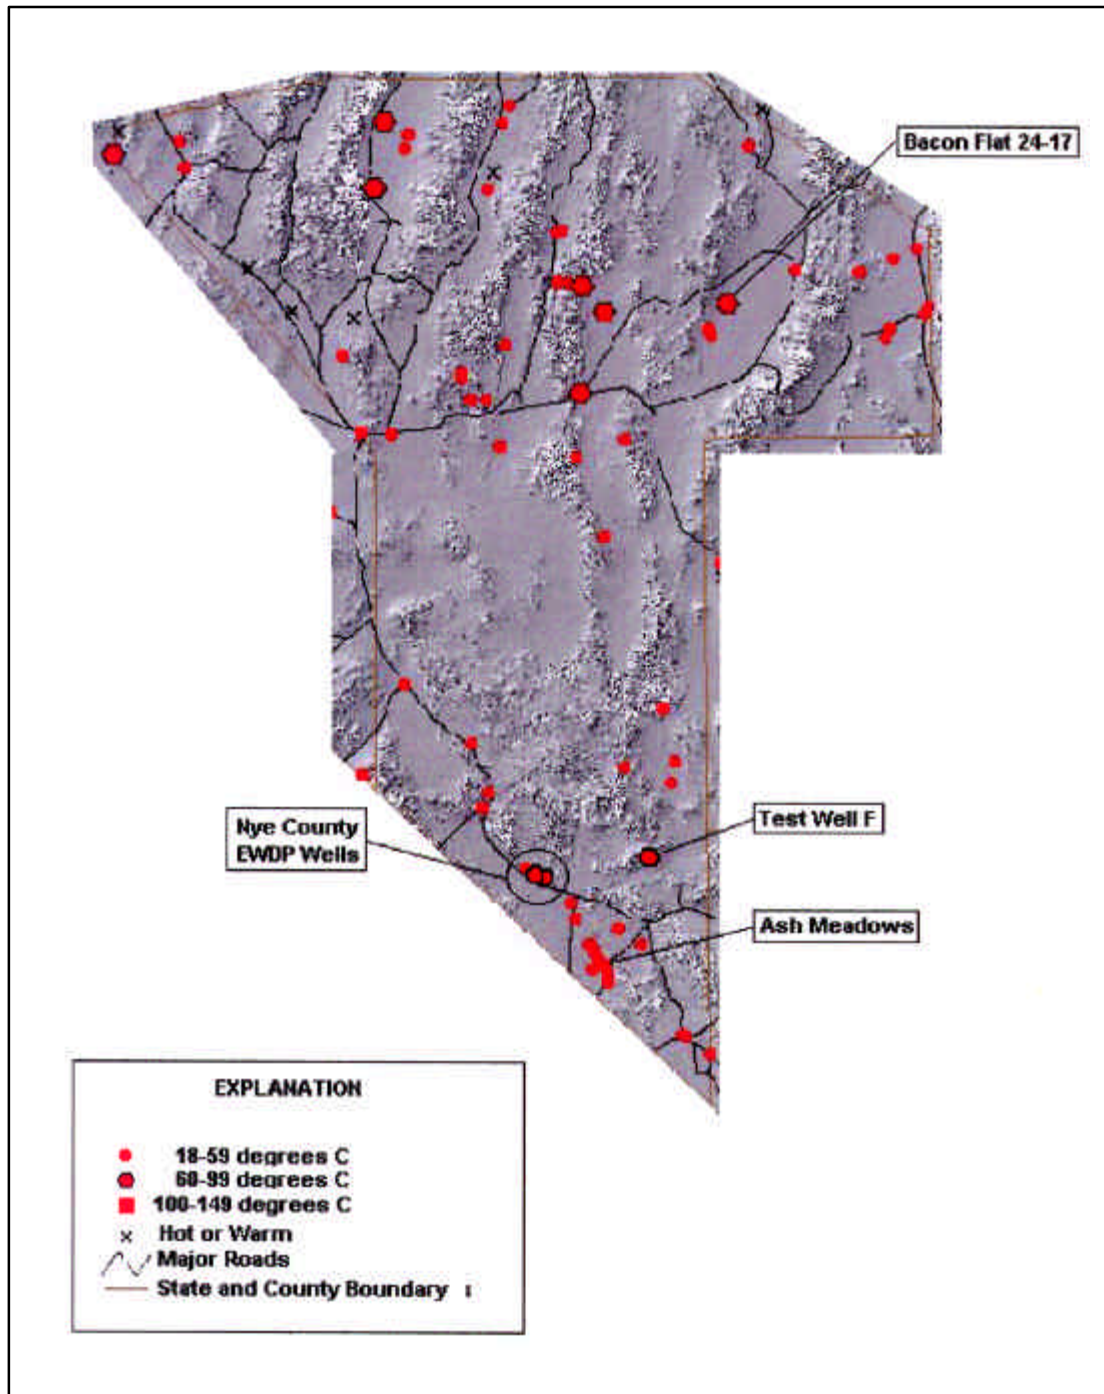 Bacon Flat 24-17
Nye County
EWDP Wells
Test Well F
Ash Meadows
EXPLANATION
18-59 degrees C
60-99 degrees C
100-149 degrees C
Hot or Warm
Major Roads
State and County Boundary